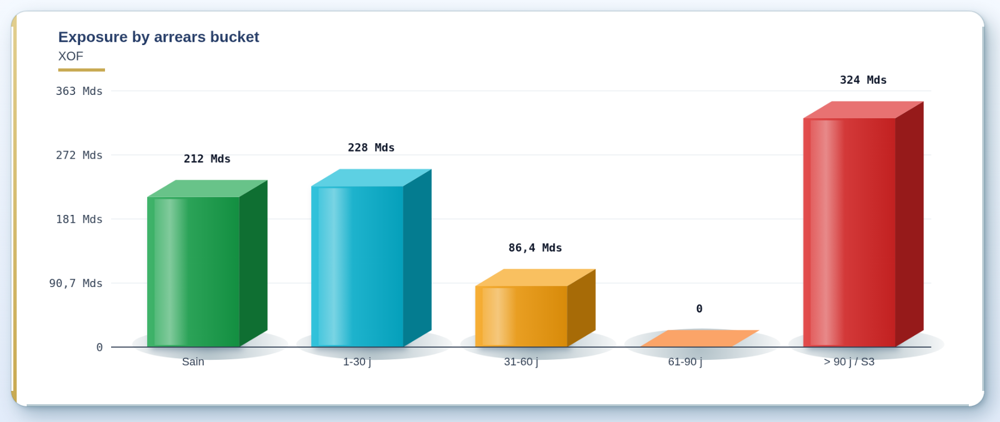 Exposure by arrears bucket
XOF
363 Mds
272 Mds
181 Mds
90,7 Mds
0
212 Mds
228 Mds
86,4 Mds
0
324 Mds
Sain
1-30 j
31-60 j
61-90 j
> 90 j / S3